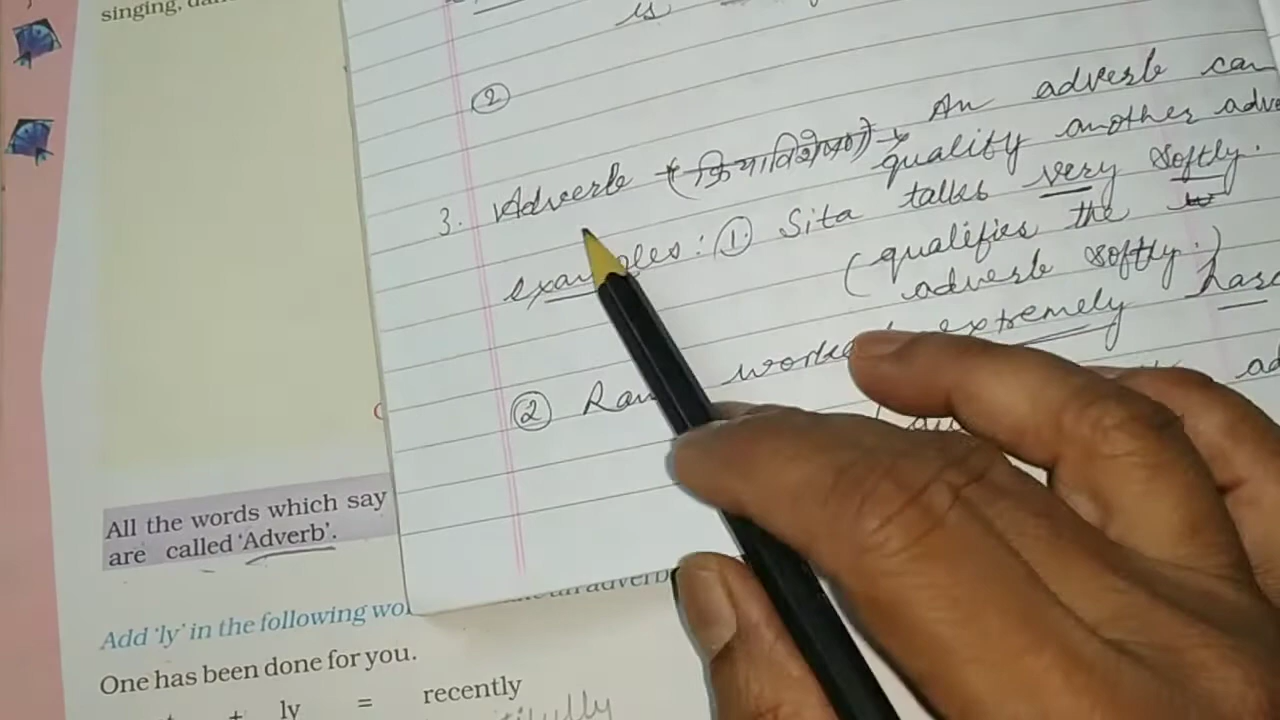 singing,
is
②
3. Adverb (क्रियाविशेषण) → An adverb can
quality another adve
examples: ① Sita talks very softly.
(qualifies the
adverb softly.)
② Ram works extremely hard
All the words which say
are called 'Adverb'.
Add 'ly' in the following
One has been done for you.
+ ly = recently